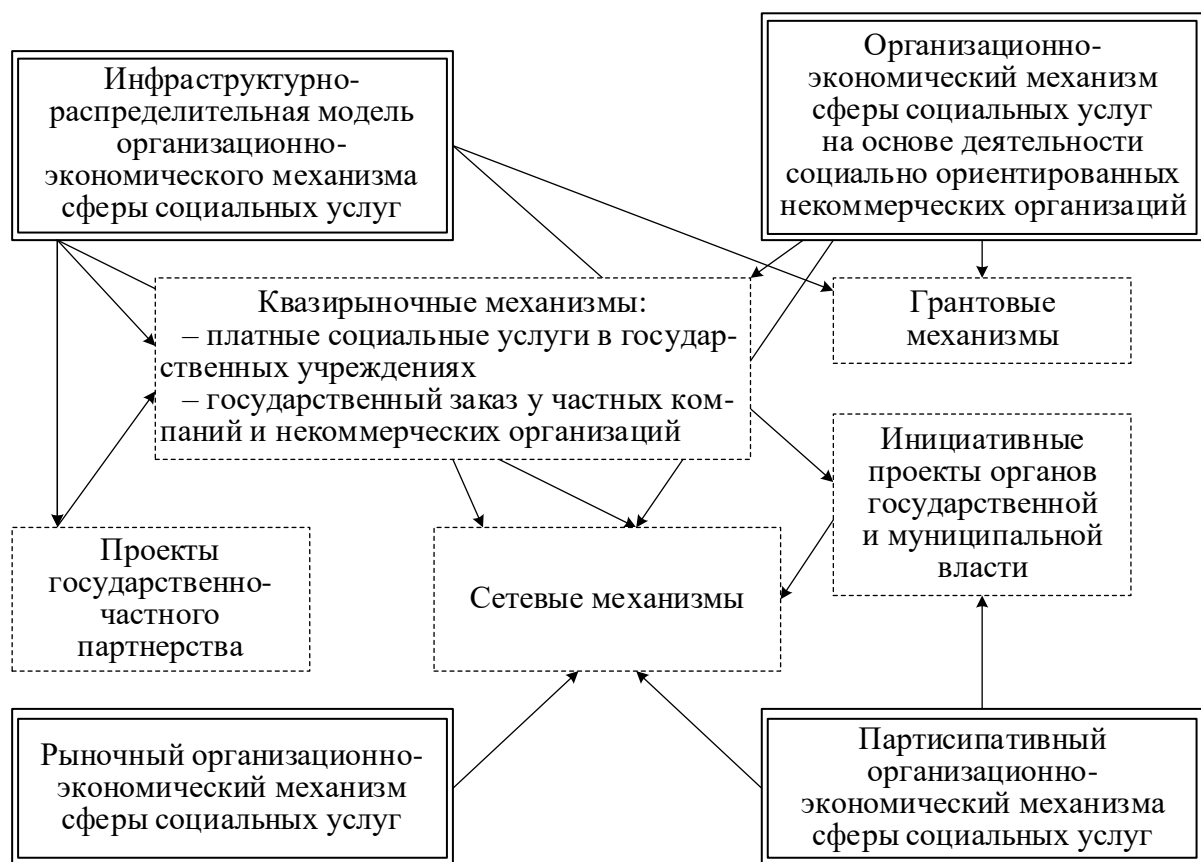 Инфраструктурно-
распределительная модель
организационно-
экономического механизма
сферы социальных услуг
Организационно-
экономический механизм
сферы социальных услуг
на основе деятельности
социально ориентированных
некоммерческих организаций
Квазирыночные механизмы:
– платные социальные услуги в государ-
ственных учреждениях
– государственный заказ у частных ком-
паний и некоммерческих организаций
Грантовые
механизмы
Инициативные
проекты органов
государственной
и муниципальной
власти
Проекты
государственно-
частного
партнерства
Сетевые механизмы
Рыночный организационно-
экономический механизм
сферы социальных услуг
Партисипативный
организационно-
экономический механизма
сферы социальных услуг